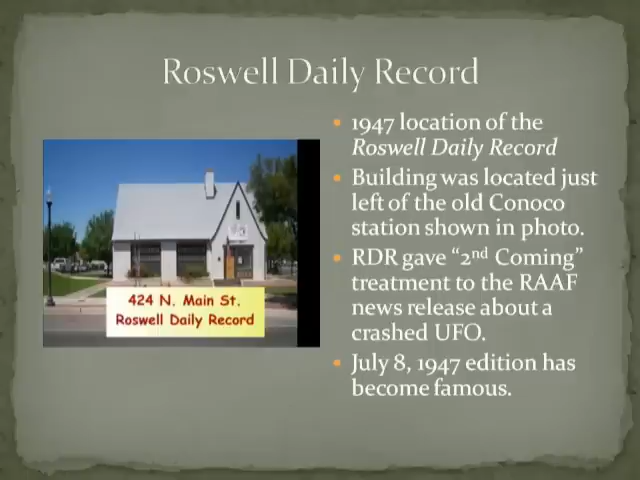 Roswell Daily Record
1947 location of the
Roswell Daily Record
Building was located just
left of the old Conoco
station shown in photo.
RDR gave “2nd Coming”
treatment to the RAAF
news release about a
crashed UFO.
July 8, 1947 edition has
become famous.
424 N. Main St.
Roswell Daily Record